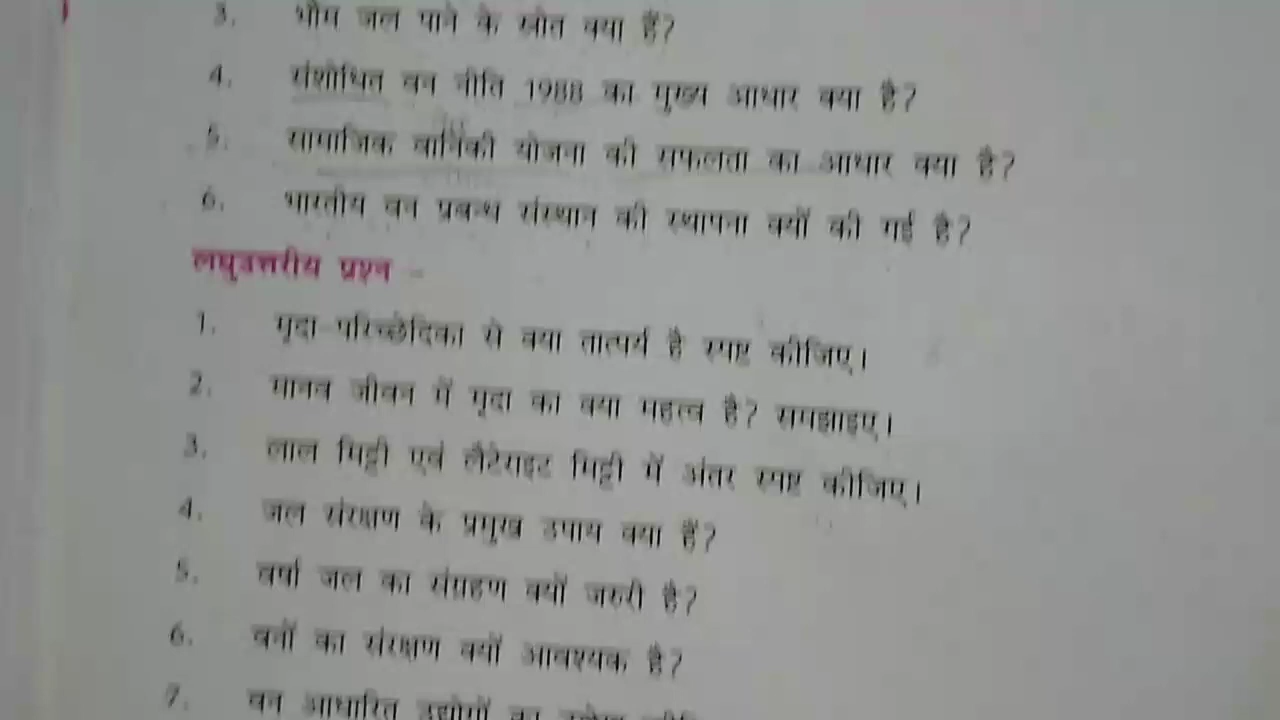 3. भौम जल पाने के स्रोत क्या हैं?
4. संशोधित वन नीति 1988 का मुख्य आधार क्या है?
5. सामाजिक वानिकी योजना की सफलता का आधार क्या है?
6. भारतीय वन प्रबन्ध संस्थान की स्थापना क्यों की गई है?
लघुउत्तरीय प्रश्न -
1. मृदा-परिच्छेदिका से क्या तात्पर्य है स्पष्ट कीजिए।
2. मानव जीवन में मृदा का क्या महत्व है? समझाइए।
3. लाल मिट्टी एवं लैटेराइट मिट्टी में अंतर स्पष्ट कीजिए।
4. जल संरक्षण के प्रमुख उपाय क्या हैं?
5. वर्षा जल का संग्रहण क्यों जरुरी है?
6. वनों का संरक्षण क्यों आवश्यक है?
7. वन आधारित उद्योगों का